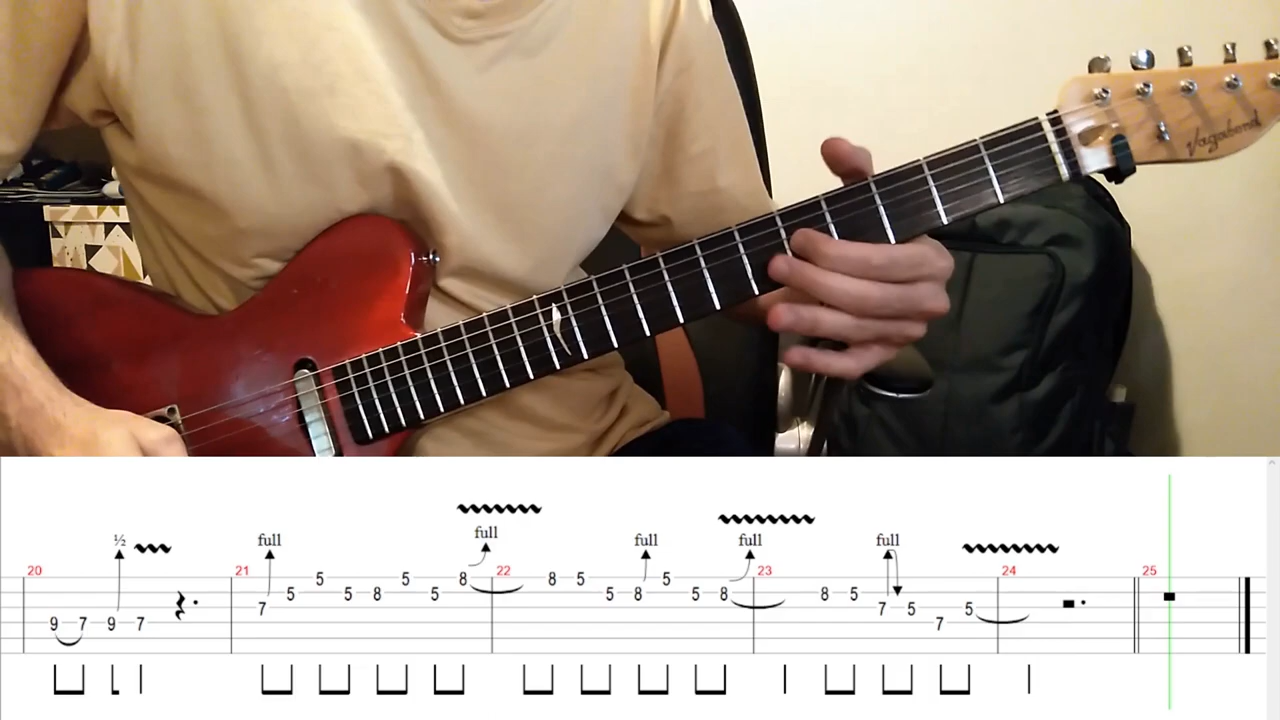 Vagabond
full
½ full full full full
20 21 22 23 24 25
5 5 8 8 5 5
5 5 8 5 5 8 5 8 8 5
7 7 5 5
9 7 9 7 7